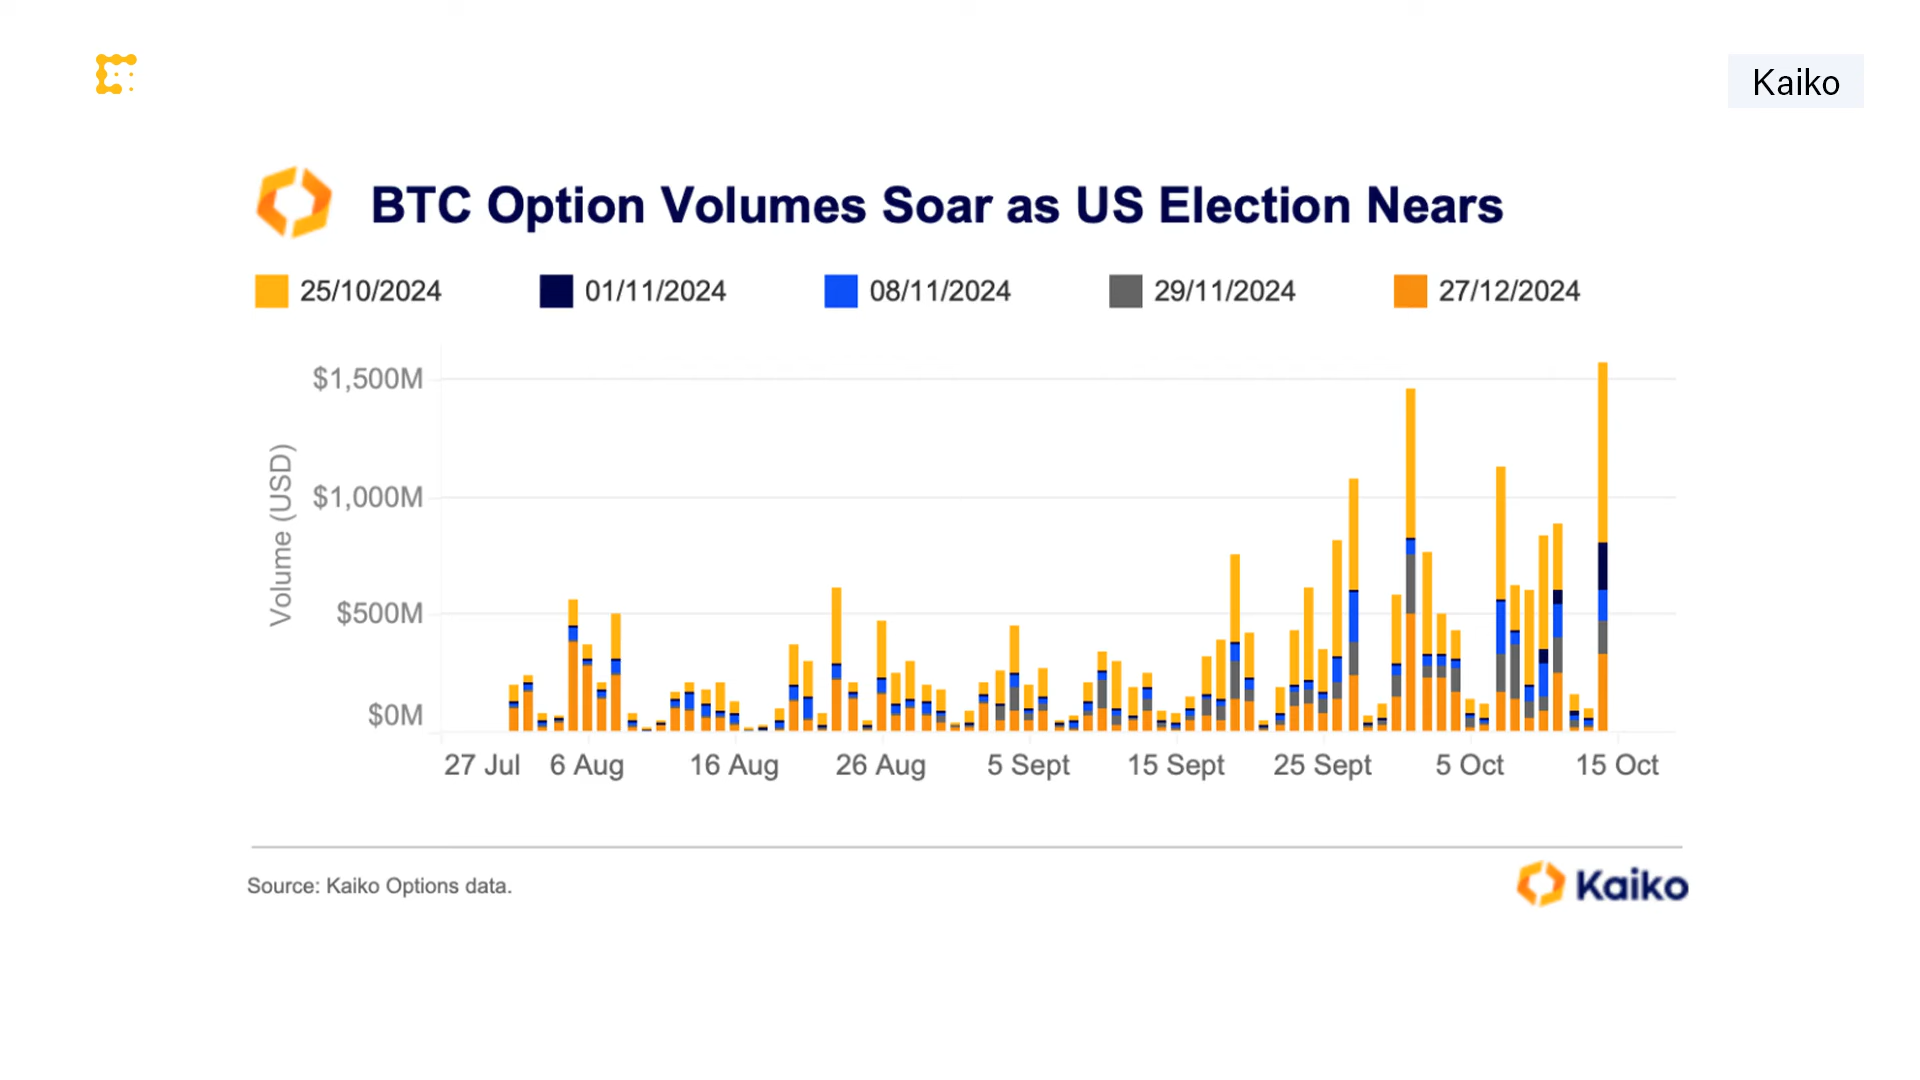 Kaiko
BTC Option Volumes Soar as US Election Nears
25/10/2024 01/11/2024 08/11/2024 29/11/2024 27/12/2024
Volume (USD)
$1,500M
$1,000M
$500M
$0M
27 Jul 6 Aug 16 Aug 26 Aug 5 Sept 15 Sept 25 Sept 5 Oct 15 Oct
Source: Kaiko Options data.
Kaiko